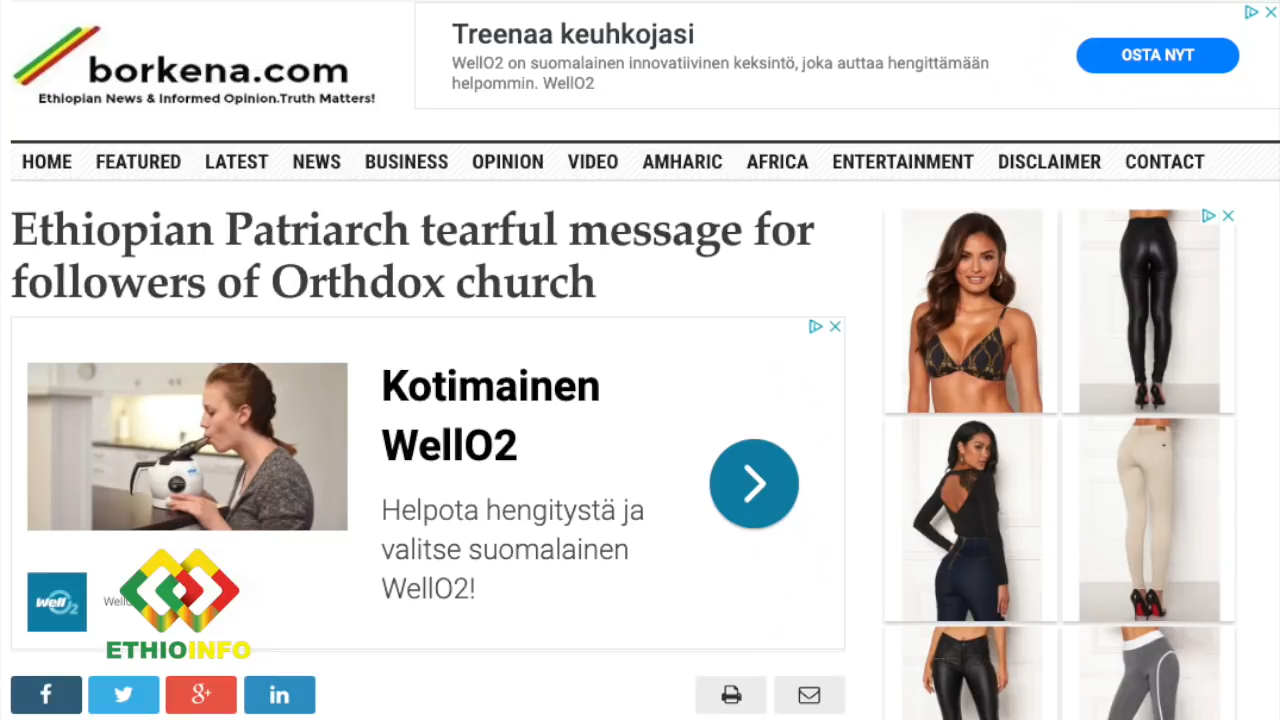 borkena.com
Ethiopian News & Informed Opinion.Truth Matters!
Treenaa keuhkojasi
WellO2 on suomalainen innovatiivinen keksintö, joka auttaa hengittämään
helpommin. WellO2
OSTA NYT
HOME FEATURED LATEST NEWS BUSINESS OPINION VIDEO AMHARIC AFRICA ENTERTAINMENT DISCLAIMER CONTACT
Ethiopian Patriarch tearful message for
followers of Orthdox church
Kotimainen
WellO2
Helpota hengitystä ja
valitse suomalainen
WellO2!
well O2
ETHIOINFO